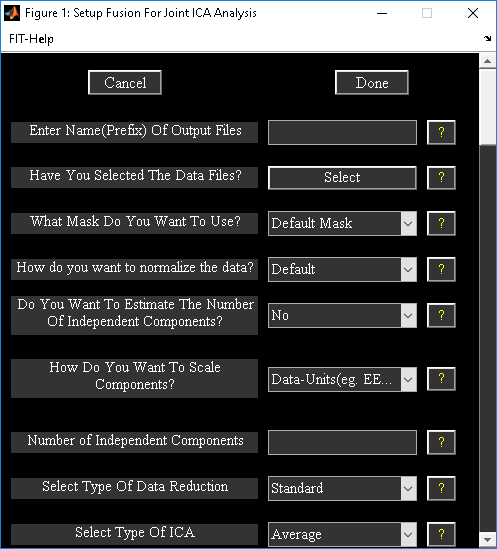 Figure 1: Setup Fusion For Joint ICA Analysis
FIT-Help
Cancel
Done
Enter Name(Prefix) Of Output Files
?
Have You Selected The Data Files?
Select
?
What Mask Do You Want To Use?
Default Mask
?
How do you want to normalize the data?
Default
?
Do You Want To Estimate The Number
Of Independent Components?
No
?
How Do You Want To Scale
Components?
Data-Units(eg. EE...
?
Number of Independent Components
?
Select Type Of Data Reduction
Standard
?
Select Type Of ICA
Average
?